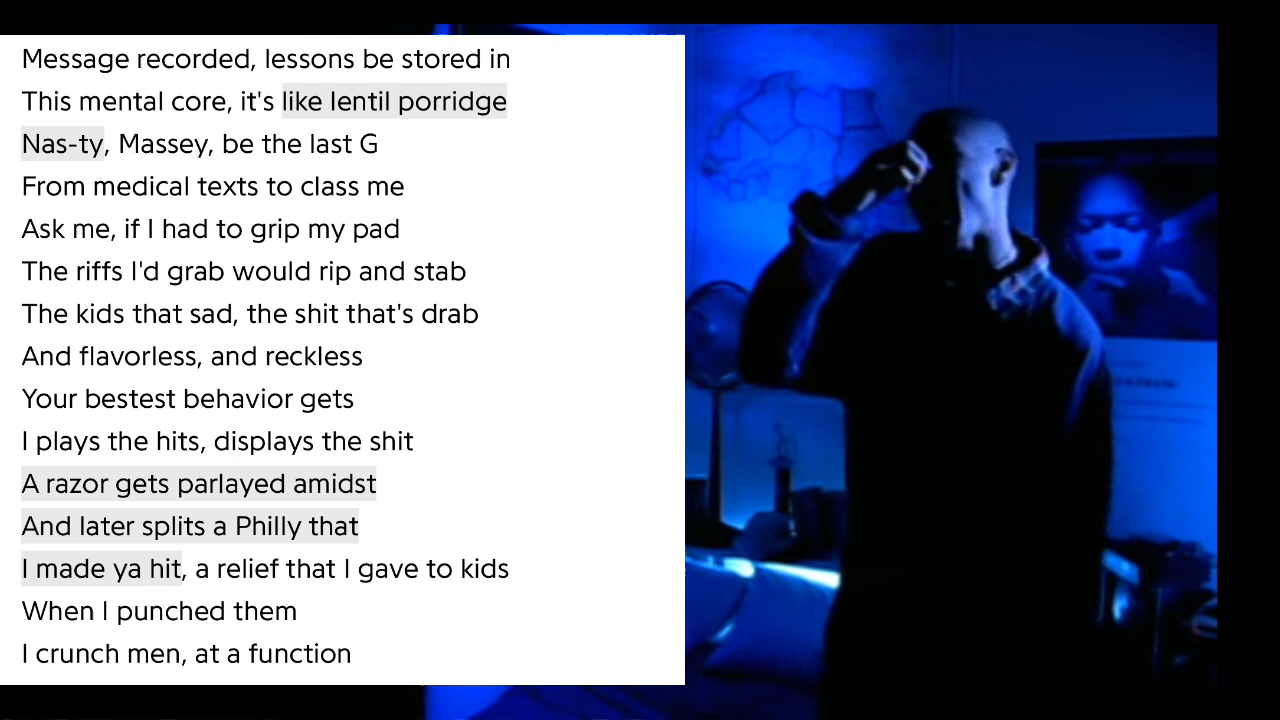 Message recorded, lessons be stored in
This mental core, it's like lentil porridge
Nas-ty, Massey, be the last G
From medical texts to class me
Ask me, if I had to grip my pad
The riffs I'd grab would rip and stab
The kids that sad, the shit that's drab
And flavorless, and reckless
Your bestest behavior gets
I plays the hits, displays the shit
A razor gets parlayed amidst
And later splits a Philly that
I made ya hit, a relief that I gave to kids
When I punched them
I crunch men, at a function